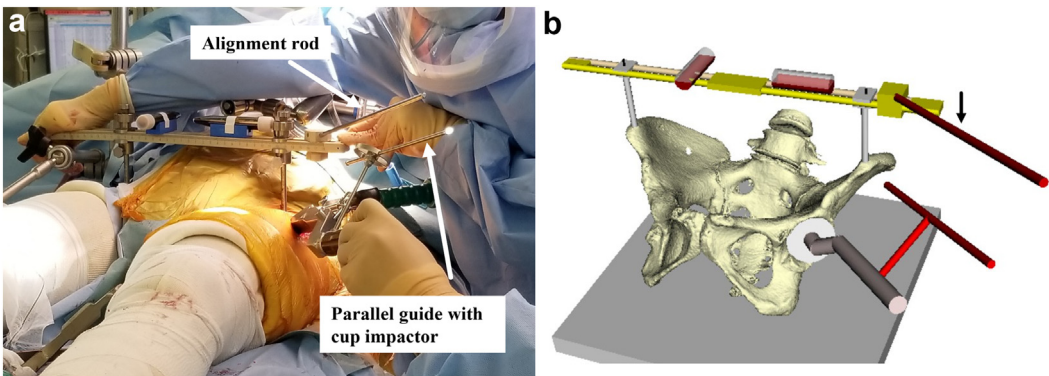 a
Alignment rod
Parallel guide with
cup impactor
b